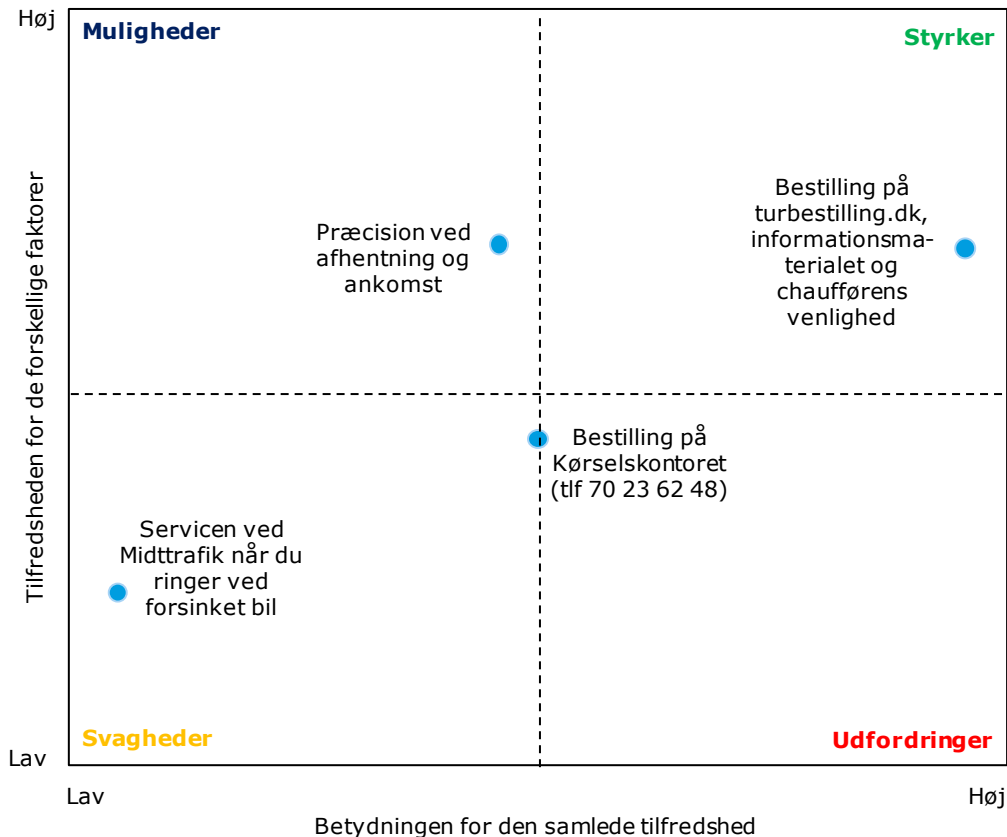 Høj
Muligheder
Styrker
Tilfredsheden for de forskellige faktorer
Præcision ved
afhentning og
ankomst
Bestilling på
turbestilling.dk,
informationsma-
terialet og
chaufførens
venlighed
Bestilling på
Kørselskontoret
(tlf 70 23 62 48)
Servicen ved
Midttrafik når du
ringer ved
forsinket bil
Svagheder
Udfordringer
Lav
Lav
Høj
Betydningen for den samlede tilfredshed